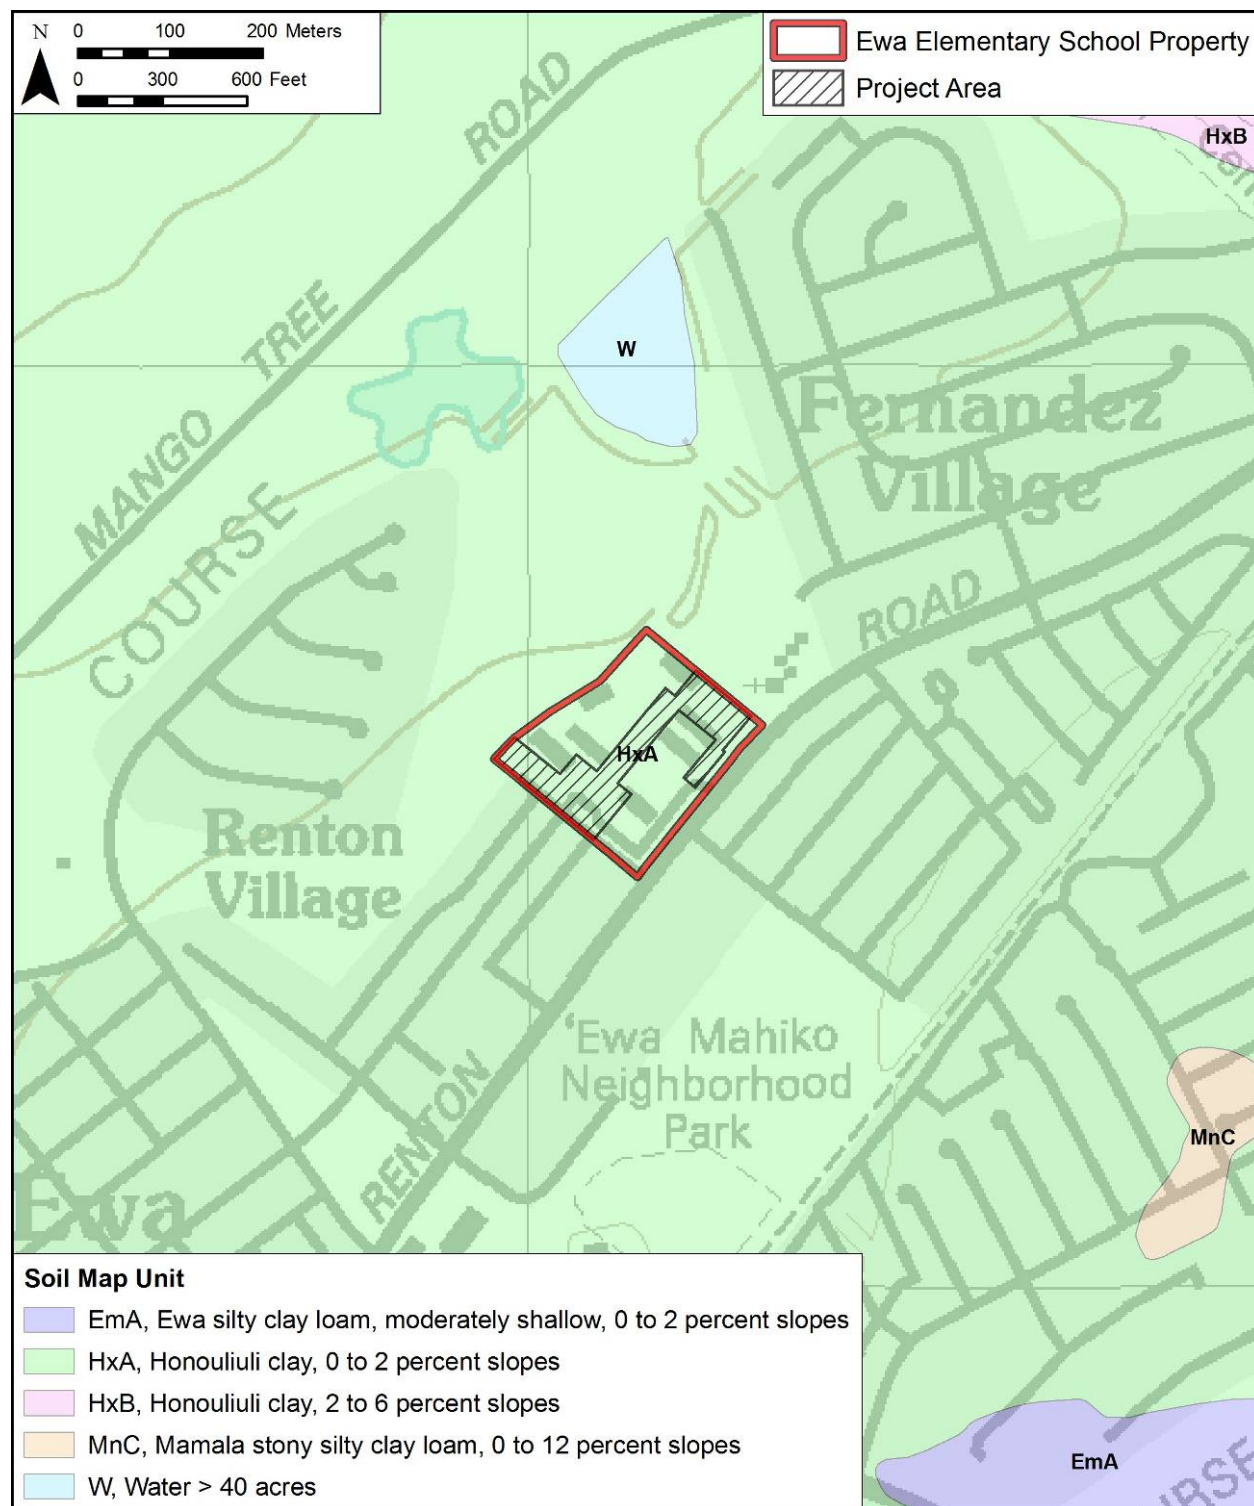 N
0 100 200 Meters
0 300 600 Feet
Ewa Elementary School Property
Project Area
HxB
ROAD
TREE
MANGO
W
COURSE
Fernandez
Village
ROAD
HxA
Renton
Village
'Ewa Mahiko
Neighborhood
Park
RENTON
MnC
Ewa
Soil Map Unit
EmA, Ewa silty clay loam, moderately shallow, 0 to 2 percent slopes
HxA, Honouliuli clay, 0 to 2 percent slopes
HxB, Honouliuli clay, 2 to 6 percent slopes
MnC, Mamala stony silty clay loam, 0 to 12 percent slopes
W, Water > 40 acres
EmA
URSE